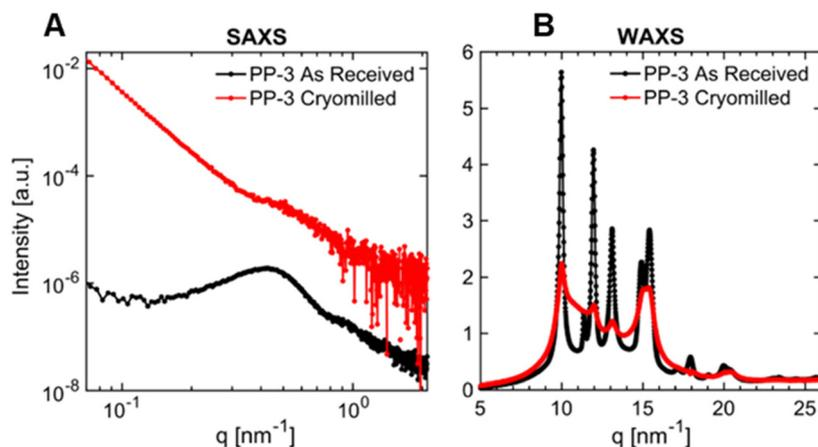 A
SAXS
PP-3 As Received
PP-3 Cryomilled
Intensity [a.u.]
10^-2
10^-4
10^-6
10^-8
10^-1
10^0
q [nm^-1]
B
WAXS
PP-3 As Received
PP-3 Cryomilled
6
5
4
3
2
1
0
5
10
15
20
25
q [nm^-1]